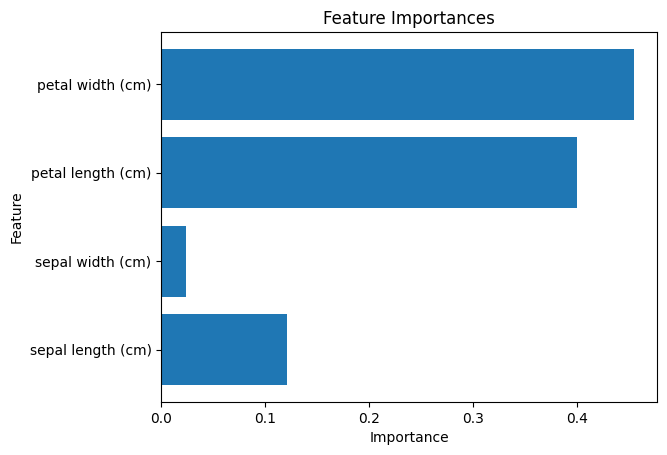 Feature Importances
petal width (cm)
petal length (cm)
sepal width (cm)
sepal length (cm)
Feature
0.0 0.1 0.2 0.3 0.4
Importance